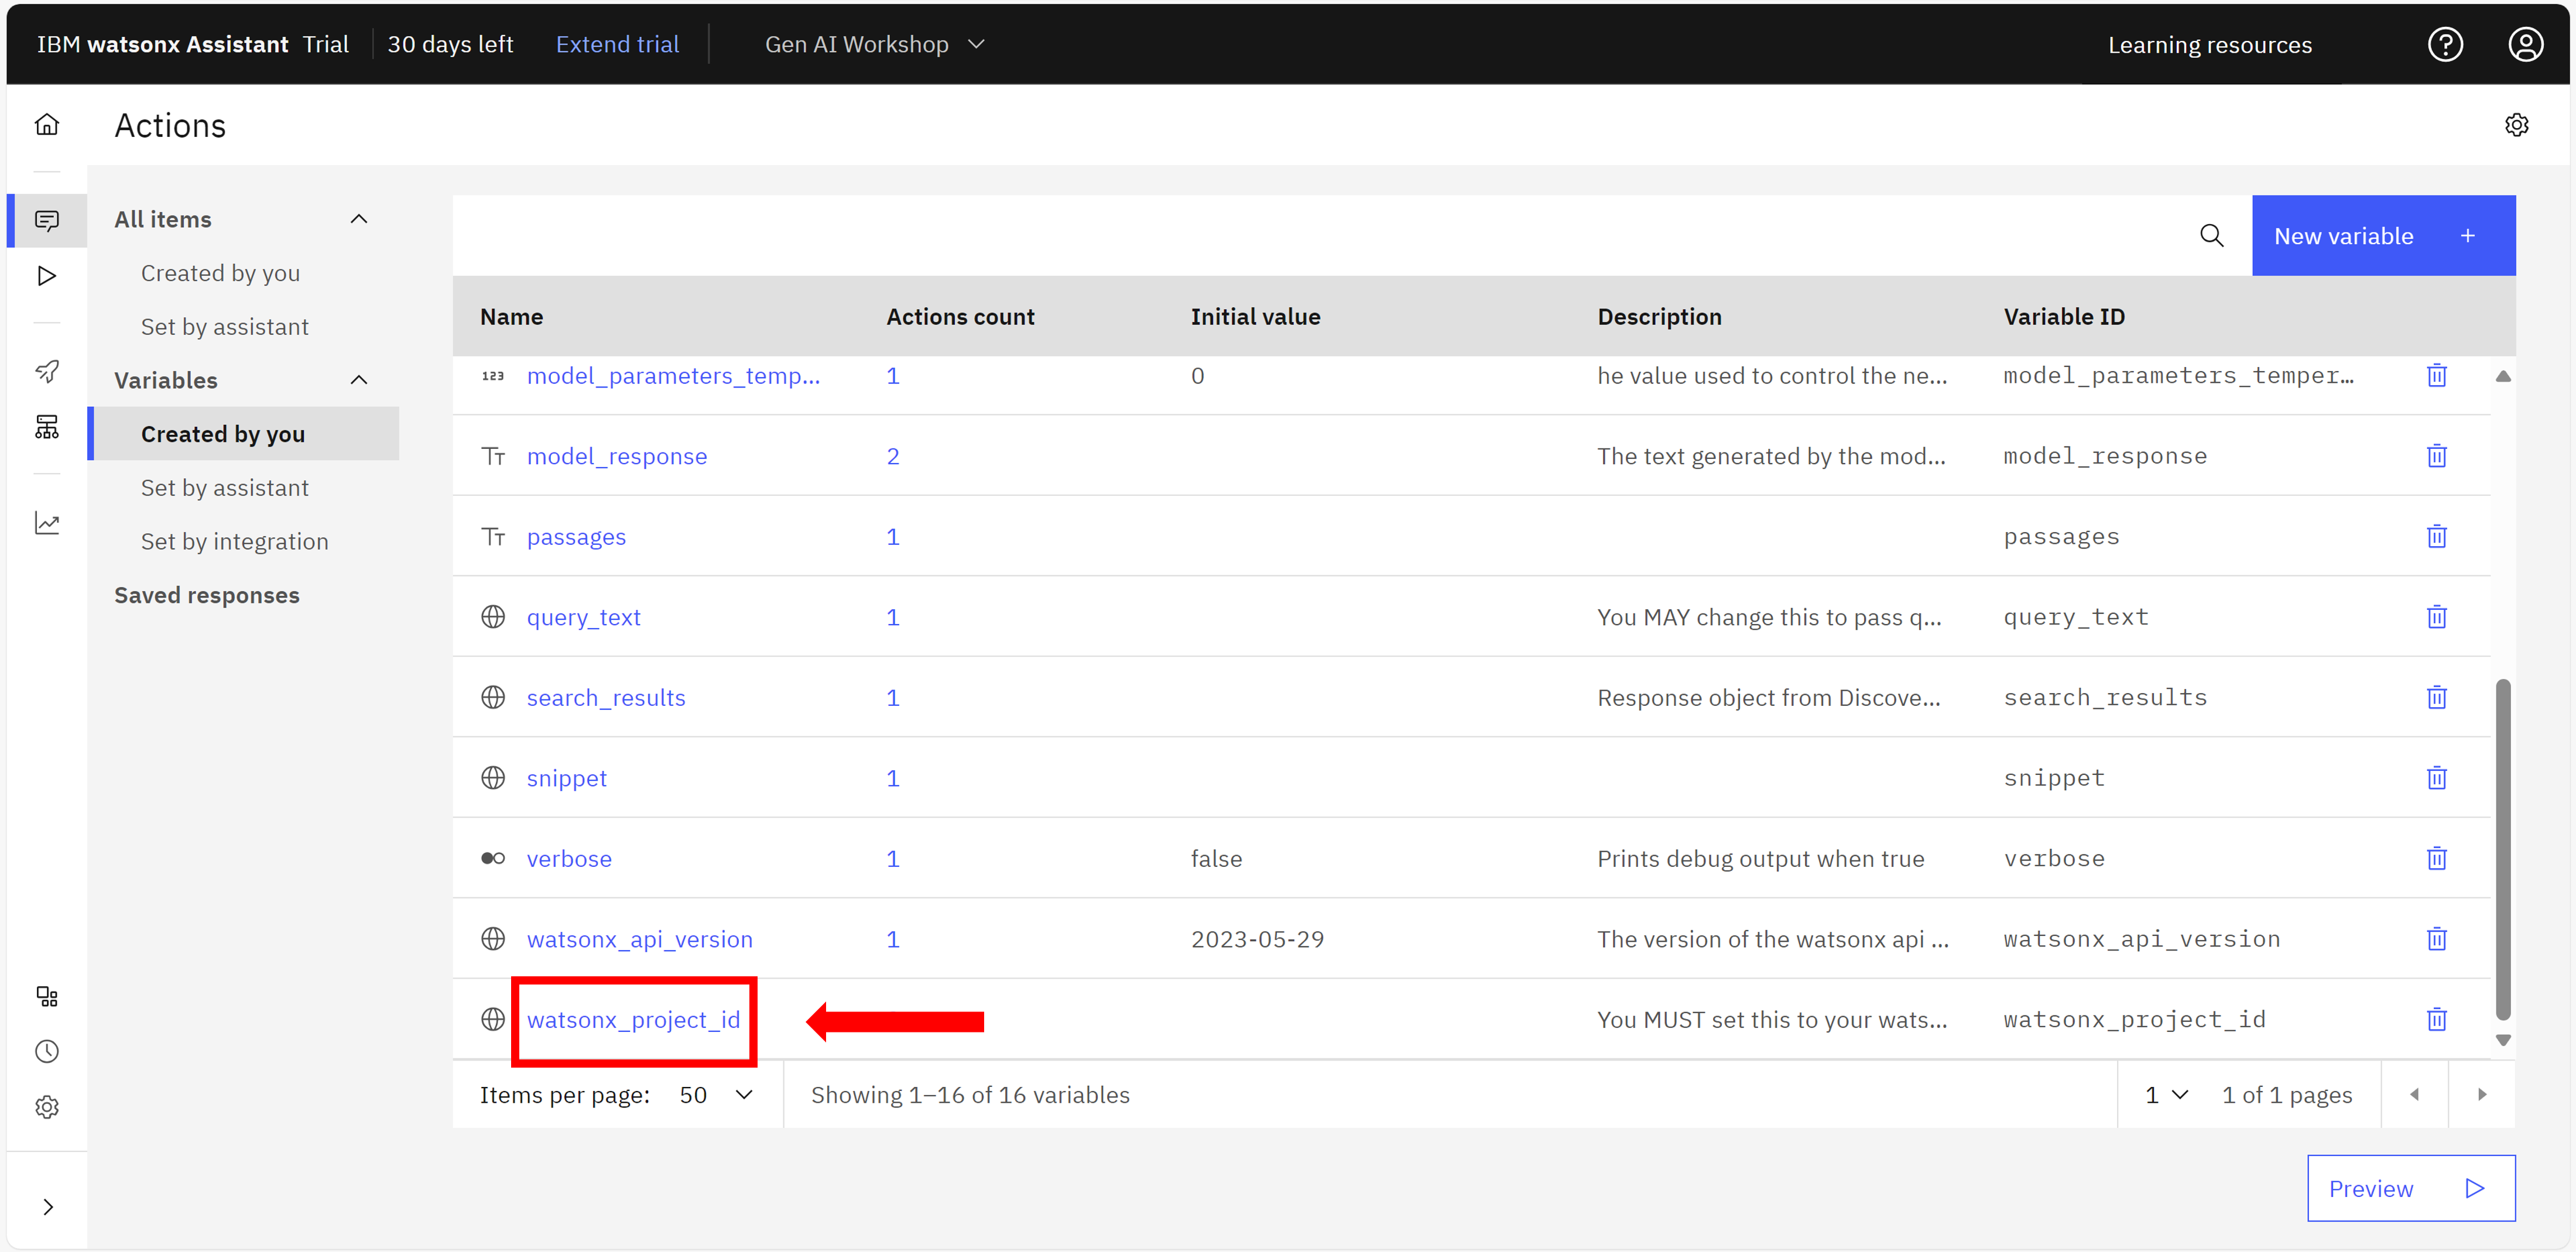 IBM watsonx Assistant Trial 30 days left Extend trial Gen AI Workshop Learning resources
Actions
All items
Created by you
Set by assistant
Variables
Created by you
Set by assistant
Set by integration
Saved responses
New variable +
Name Actions count Initial value Description Variable ID
123 model_parameters_temp... 1 0 he value used to control the ne... model_parameters_temper...
Tт model_response 2 The text generated by the mod... model_response
Tт passages 1 passages
query_text 1 You MAY change this to pass q... query_text
search_results 1 Response object from Discove... search_results
snippet 1 snippet
verbose 1 false Prints debug output when true verbose
watsonx_api_version 1 2023-05-29 The version of the watsonx api ... watsonx_api_version
watsonx_project_id You MUST set this to your wats... watsonx_project_id
Items per page: 50 Showing 1–16 of 16 variables 1 1 of 1 pages
Preview